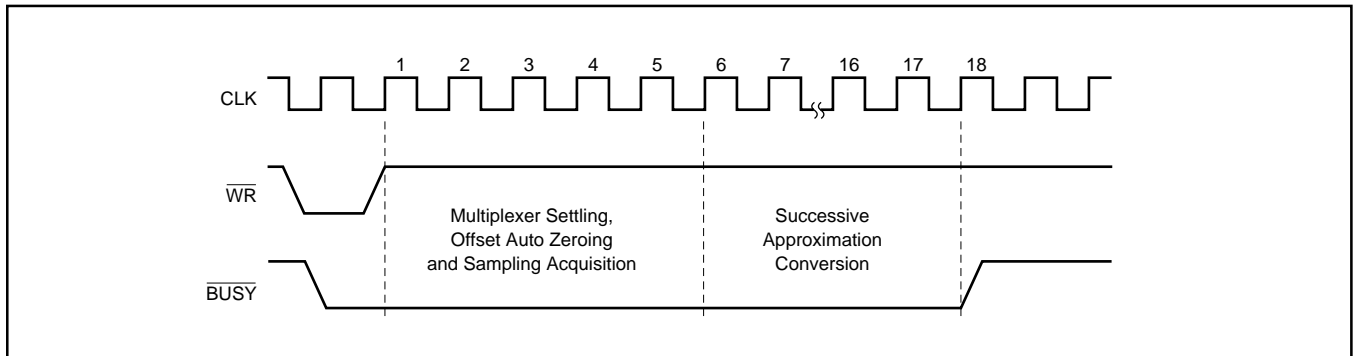 1 2 3 4 5 6 7 16 17 18
CLK
WR
Multiplexer Settling,
Offset Auto Zeroing
and Sampling Acquisition
Successive
Approximation
Conversion
BUSY